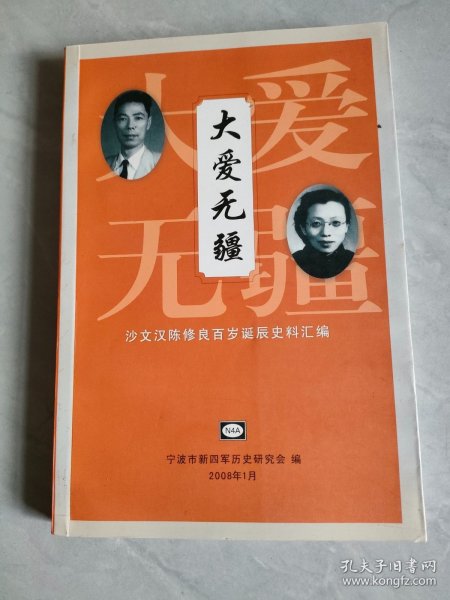 大爱
无疆
大爱无疆
沙文汉陈修良百岁诞辰史料汇编
N4A
宁波市新四军历史研究会 编
2008年1月
孔夫子旧书网
www.kongfz.com